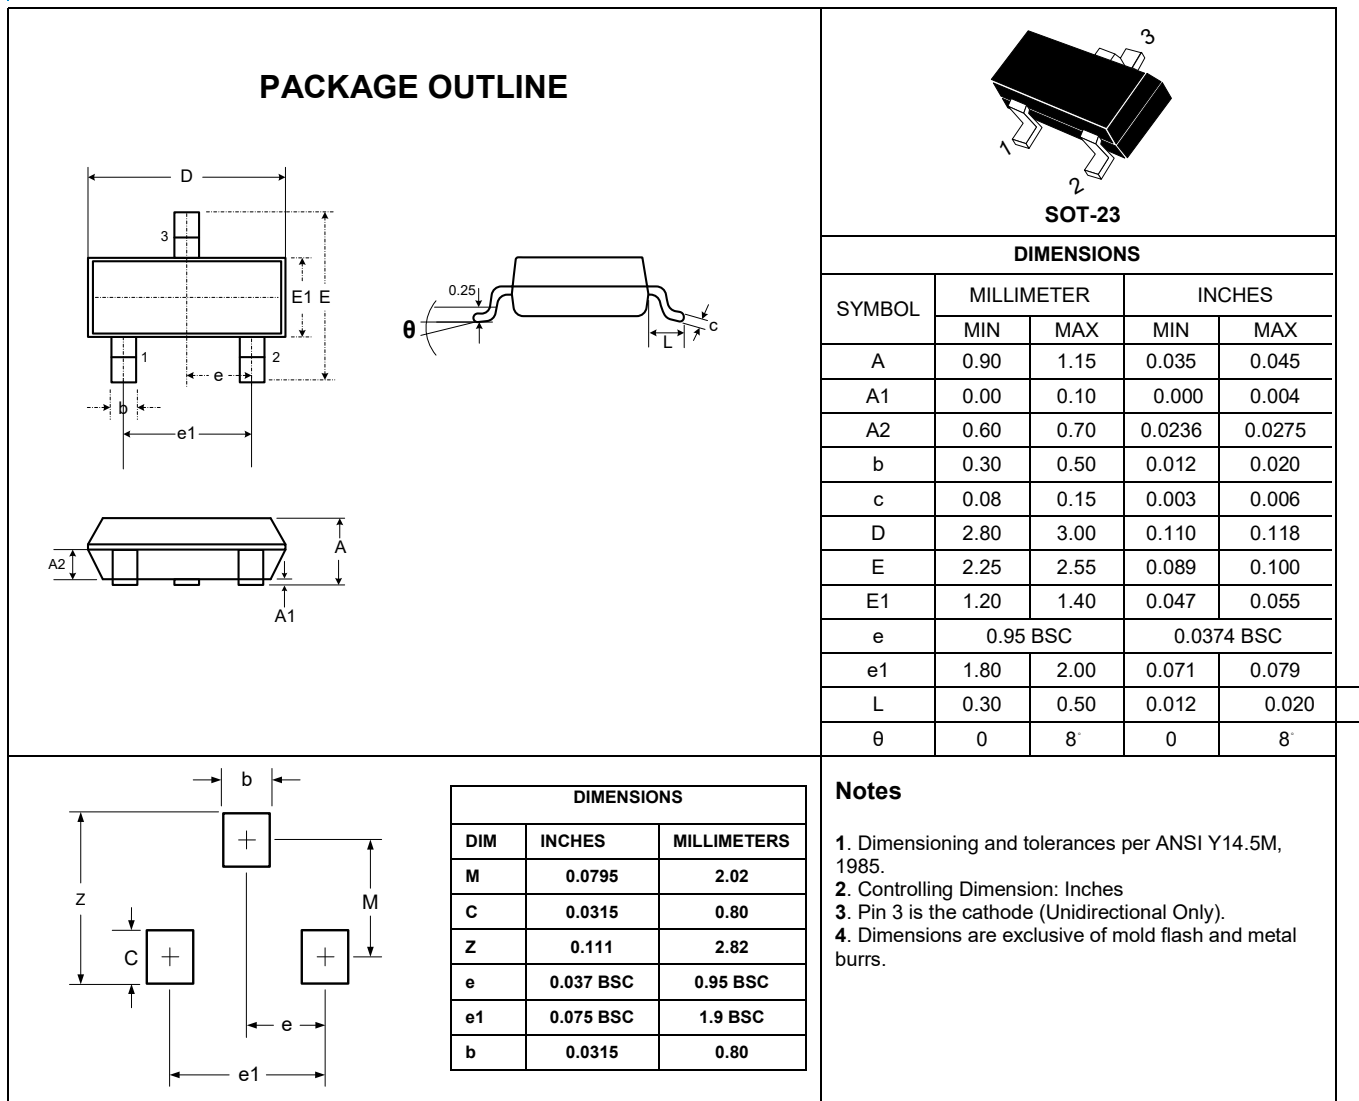 PACKAGE OUTLINE
D
3
E1 E
1
2
e
b
e1
0.25
θ
L
c
A2
A
A1
3
1
2
SOT-23
DIMENSIONS
SYMBOL MILLIMETER INCHES
MIN MAX MIN MAX
A 0.90 1.15 0.035 0.045
A1 0.00 0.10 0.000 0.004
A2 0.60 0.70 0.0236 0.0275
b 0.30 0.50 0.012 0.020
c 0.08 0.15 0.003 0.006
D 2.80 3.00 0.110 0.118
E 2.25 2.55 0.089 0.100
E1 1.20 1.40 0.047 0.055
e 0.95 BSC 0.0374 BSC
e1 1.80 2.00 0.071 0.079
L 0.30 0.50 0.012 0.020
θ 0 8° 0 8°
b
Z
M
C
e
e1
DIMENSIONS
DIM INCHES MILLIMETERS
M 0.0795 2.02
C 0.0315 0.80
Z 0.111 2.82
e 0.037 BSC 0.95 BSC
e1 0.075 BSC 1.9 BSC
b 0.0315 0.80
Notes
1. Dimensioning and tolerances per ANSI Y14.5M,
1985.
2. Controlling Dimension: Inches
3. Pin 3 is the cathode (Unidirectional Only).
4. Dimensions are exclusive of mold flash and metal
burrs.